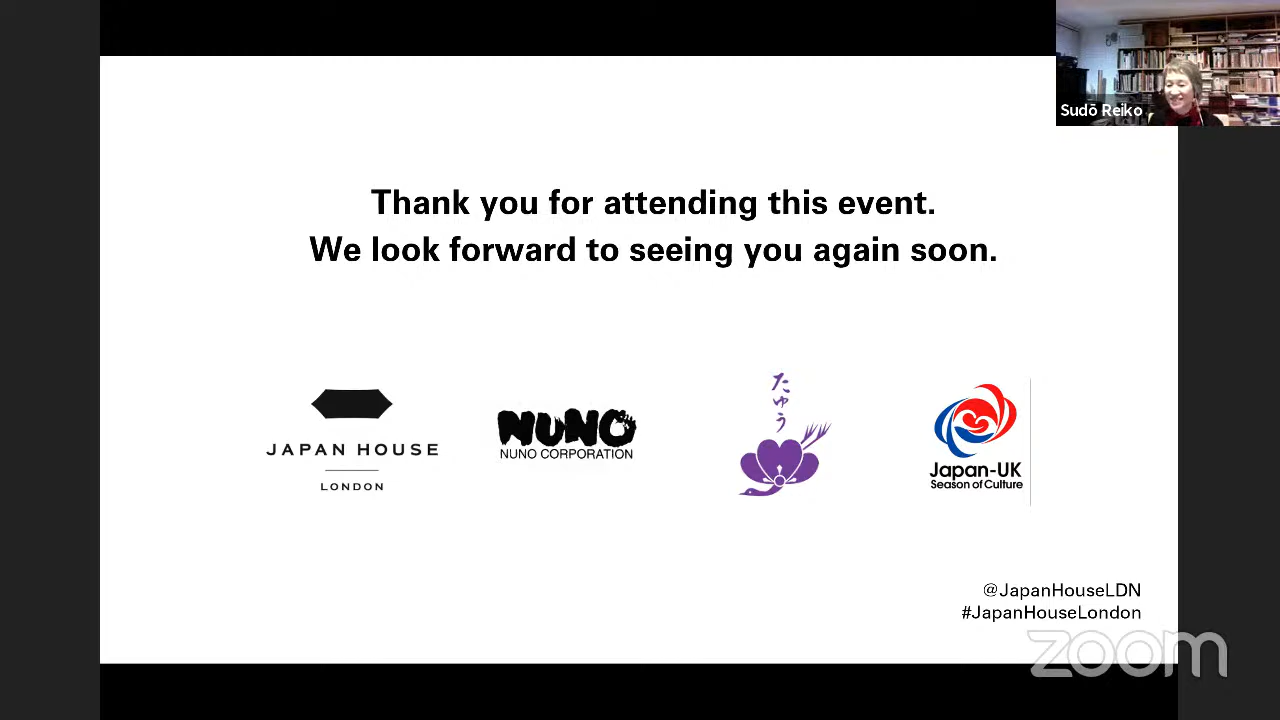 Sudō Reiko
Thank you for attending this event.
We look forward to seeing you again soon.
JAPAN HOUSE
LONDON
NUNO
NUNO CORPORATION
たゆう
Japan-UK
Season of Culture
@JapanHouseLDN
#JapanHouseLondon
zoom